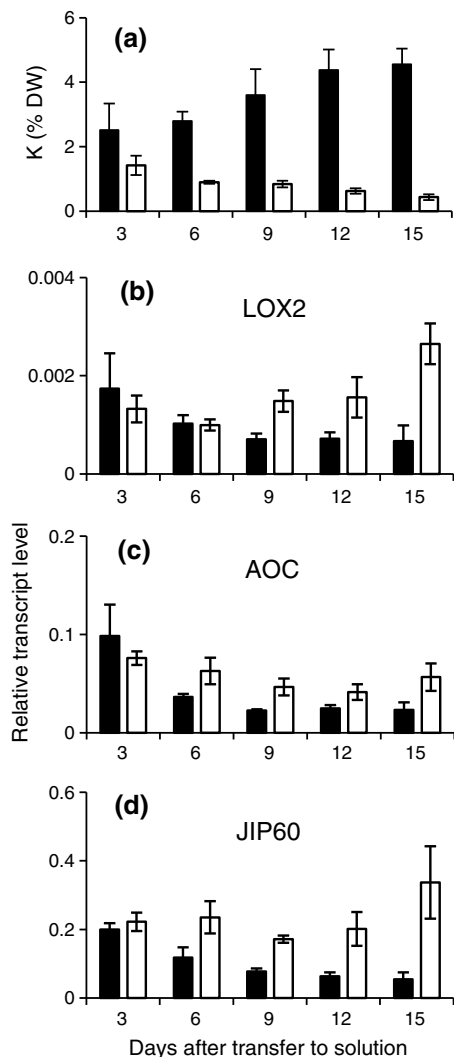 (a)
K (% DW)
6
4
2
0
3 6 9 12 15
(b)
LOX2
0.004
0.002
0
3 6 9 12 15
(c)
AOC
Relative transcript level
0.2
0.1
0
3 6 9 12 15
(d)
JIP60
0.6
0.4
0.2
0
3 6 9 12 15
Days after transfer to solution